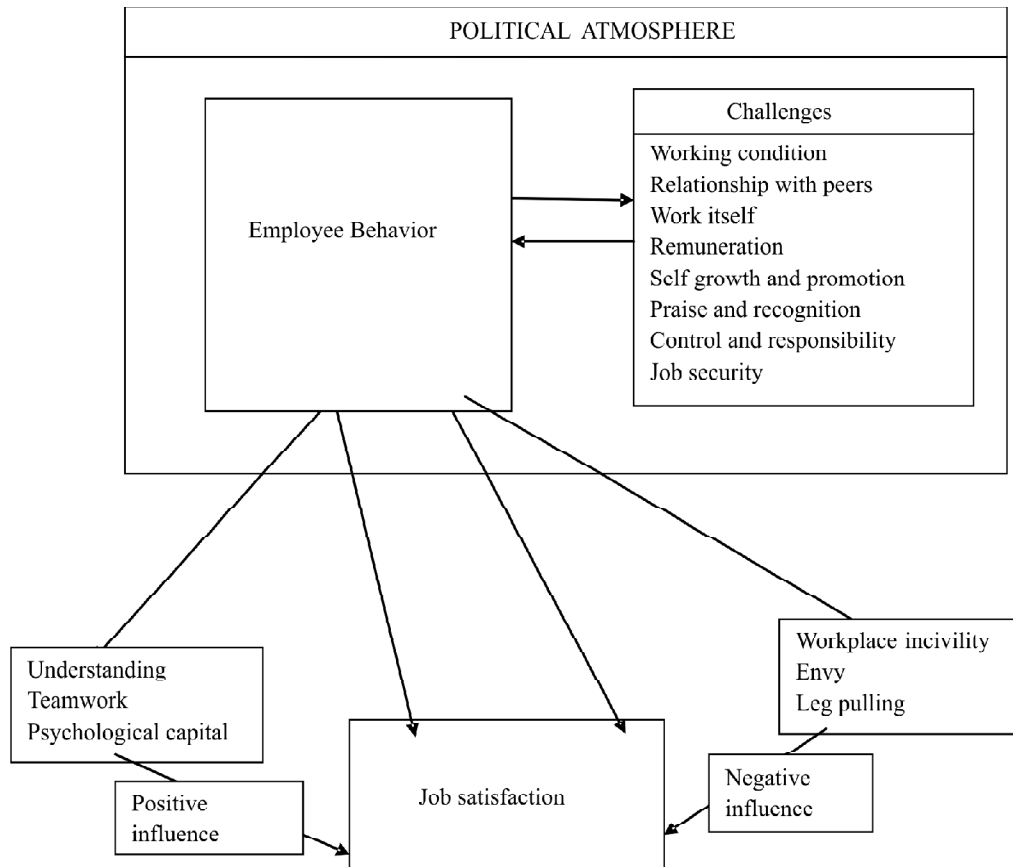 POLITICAL ATMOSPHERE
Employee Behavior
Challenges
Working condition
Relationship with peers
Work itself
Remuneration
Self growth and promotion
Praise and recognition
Control and responsibility
Job security
Understanding
Teamwork
Psychological capital
Positive
influence
Job satisfaction
Workplace incivility
Envy
Leg pulling
Negative
influence